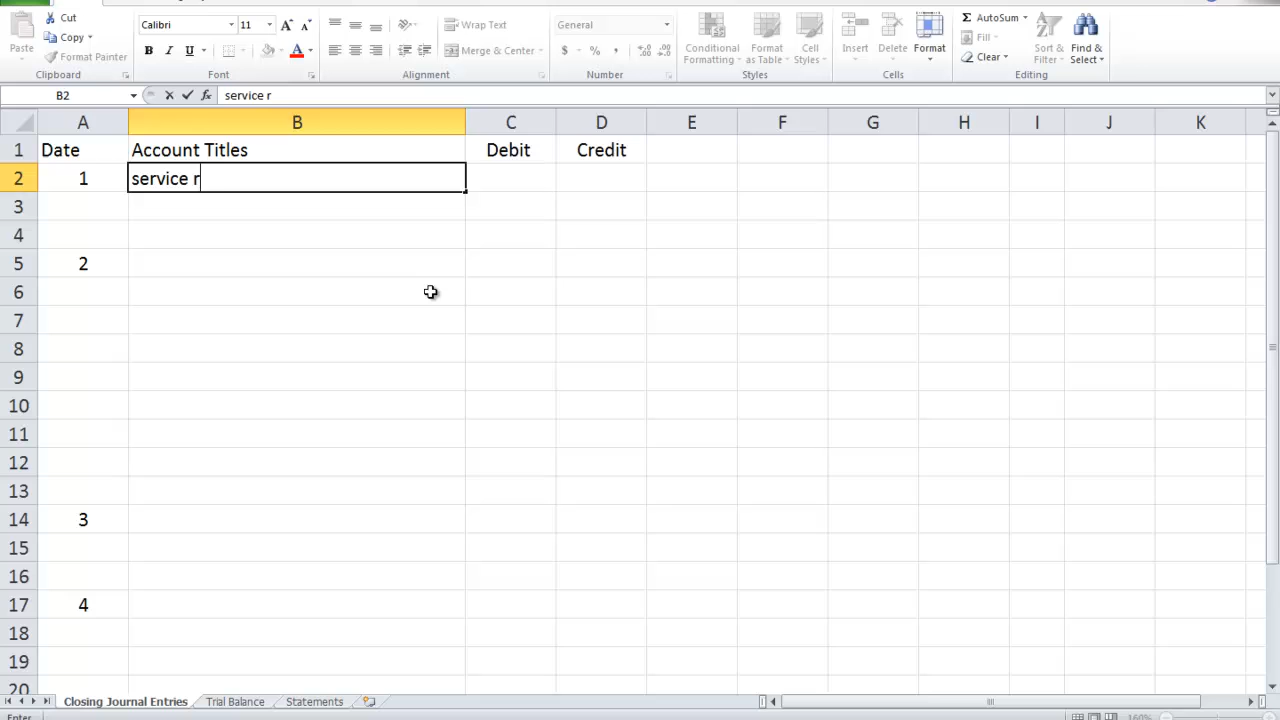 Cut
Copy
Format Painter
Paste
Clipboard
Calibri 11 A A
B I U A
Font
Wrap Text
Merge & Center
Alignment
General
$ % ,
Number
Conditional Formatting
Format as Table
Cell Styles
Styles
Insert
Delete
Format
Cells
AutoSum
Fill
Clear
Sort & Filter
Find & Select
Editing
B2 fx service r
A B C D E F G H I J K
1 Date Account Titles Debit Credit
2 1 service r
3
4
5 2
6
7
8
9
10
11
12
13
14 3
15
16
17 4
18
19
20
Closing Journal Entries Trial Balance Statements
Enter 160%